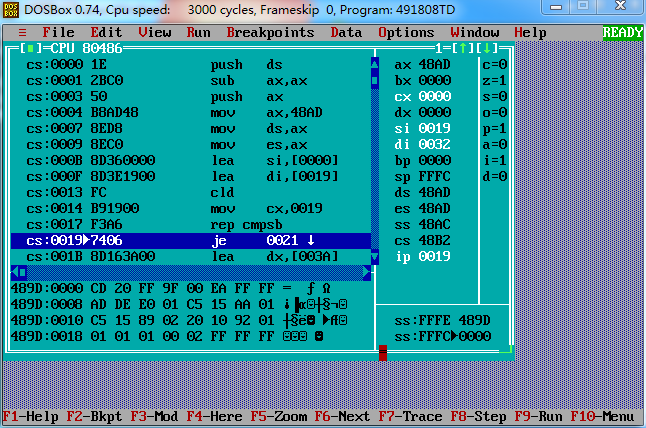 DOSBox 0.74, Cpu speed: 3000 cycles, Frameskip 0, Program: 491808TD
≡ File Edit View Run Breakpoints Data Options Window Help READY
[■]=CPU 80486 1=[↑][↓]
cs:0000 1E push ds ax 48AD c=0
cs:0001 2BC0 sub ax,ax bx 0000 z=1
cs:0003 50 push ax cx 0000 s=0
cs:0004 B8AD48 mov ax,48AD dx 0000 o=0
cs:0007 8ED8 mov ds,ax si 0019 p=1
cs:0009 8EC0 mov es,ax di 0032 a=0
cs:000B 8D360000 lea si,[0000] bp 0000 i=1
cs:000F 8D3E1900 lea di,[0019] sp FFFC d=0
cs:0013 FC cld ds 48AD
cs:0014 B91900 mov cx,0019 es 48AD
cs:0017 F3A6 rep cmpsb ss 48AC
cs:0019►7406 je 0021 ↓ cs 48B2
cs:001B 8D163A00 lea dx,[003A] ip 0019
489D:0000 CD 20 FF 9F 00 EA FF FF = ƒ Ω
489D:0008 AD DE E0 01 C5 15 AA 01
489D:0010 C5 15 89 02 20 10 92 01 ss:FFFE 489D
489D:0018 01 01 01 00 02 FF FF FF ss:FFFC►0000
F1-Help F2-Bkpt F3-Mod F4-Here F5-Zoom F6-Next F7-Trace F8-Step F9-Run F10-Menu